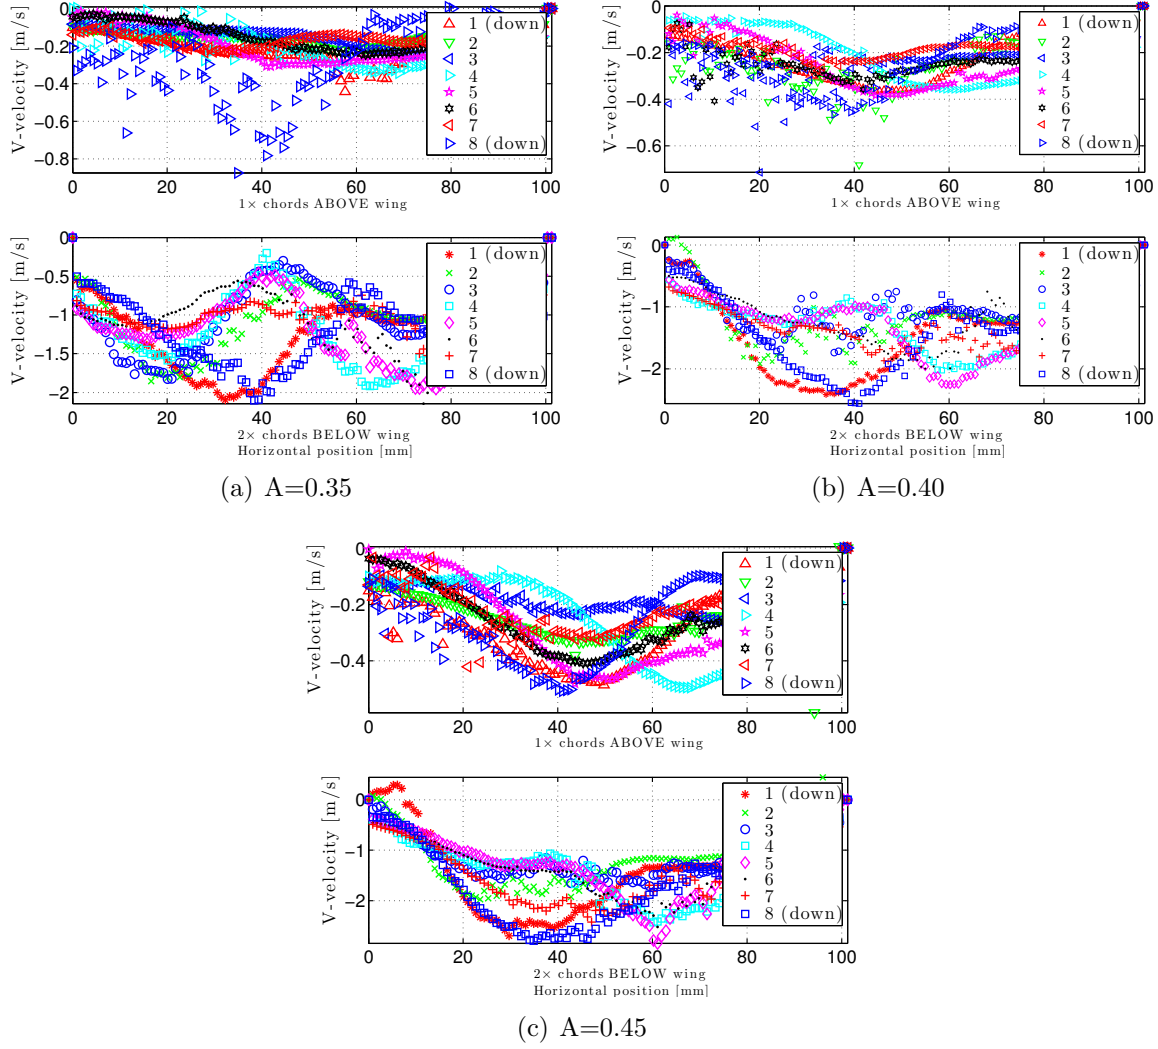 V-velocity [m/s]
0
−0.2
−0.4
−0.6
−0.8
0 20 40 60 80 100
1× chords ABOVE wing
1 (down)
2
3
4
5
6
7
8 (down)
V-velocity [m/s]
0
−0.5
−1
−1.5
−2
0 20 40 60 80 100
2× chords BELOW wing
Horizontal position [mm]
1 (down)
2
3
4
5
6
7
8 (down)
(a) A=0.35
V-velocity [m/s]
0
−0.2
−0.4
−0.6
0 20 40 60 80 100
1× chords ABOVE wing
1 (down)
2
3
4
5
6
7
8 (down)
V-velocity [m/s]
0
−1
−2
0 20 40 60 80 100
2× chords BELOW wing
Horizontal position [mm]
1 (down)
2
3
4
5
6
7
8 (down)
(b) A=0.40
V-velocity [m/s]
0
−0.2
−0.4
0 20 40 60 80 100
1× chords ABOVE wing
1 (down)
2
3
4
5
6
7
8 (down)
V-velocity [m/s]
0
−1
−2
0 20 40 60 80 100
2× chords BELOW wing
Horizontal position [mm]
1 (down)
2
3
4
5
6
7
8 (down)
(c) A=0.45